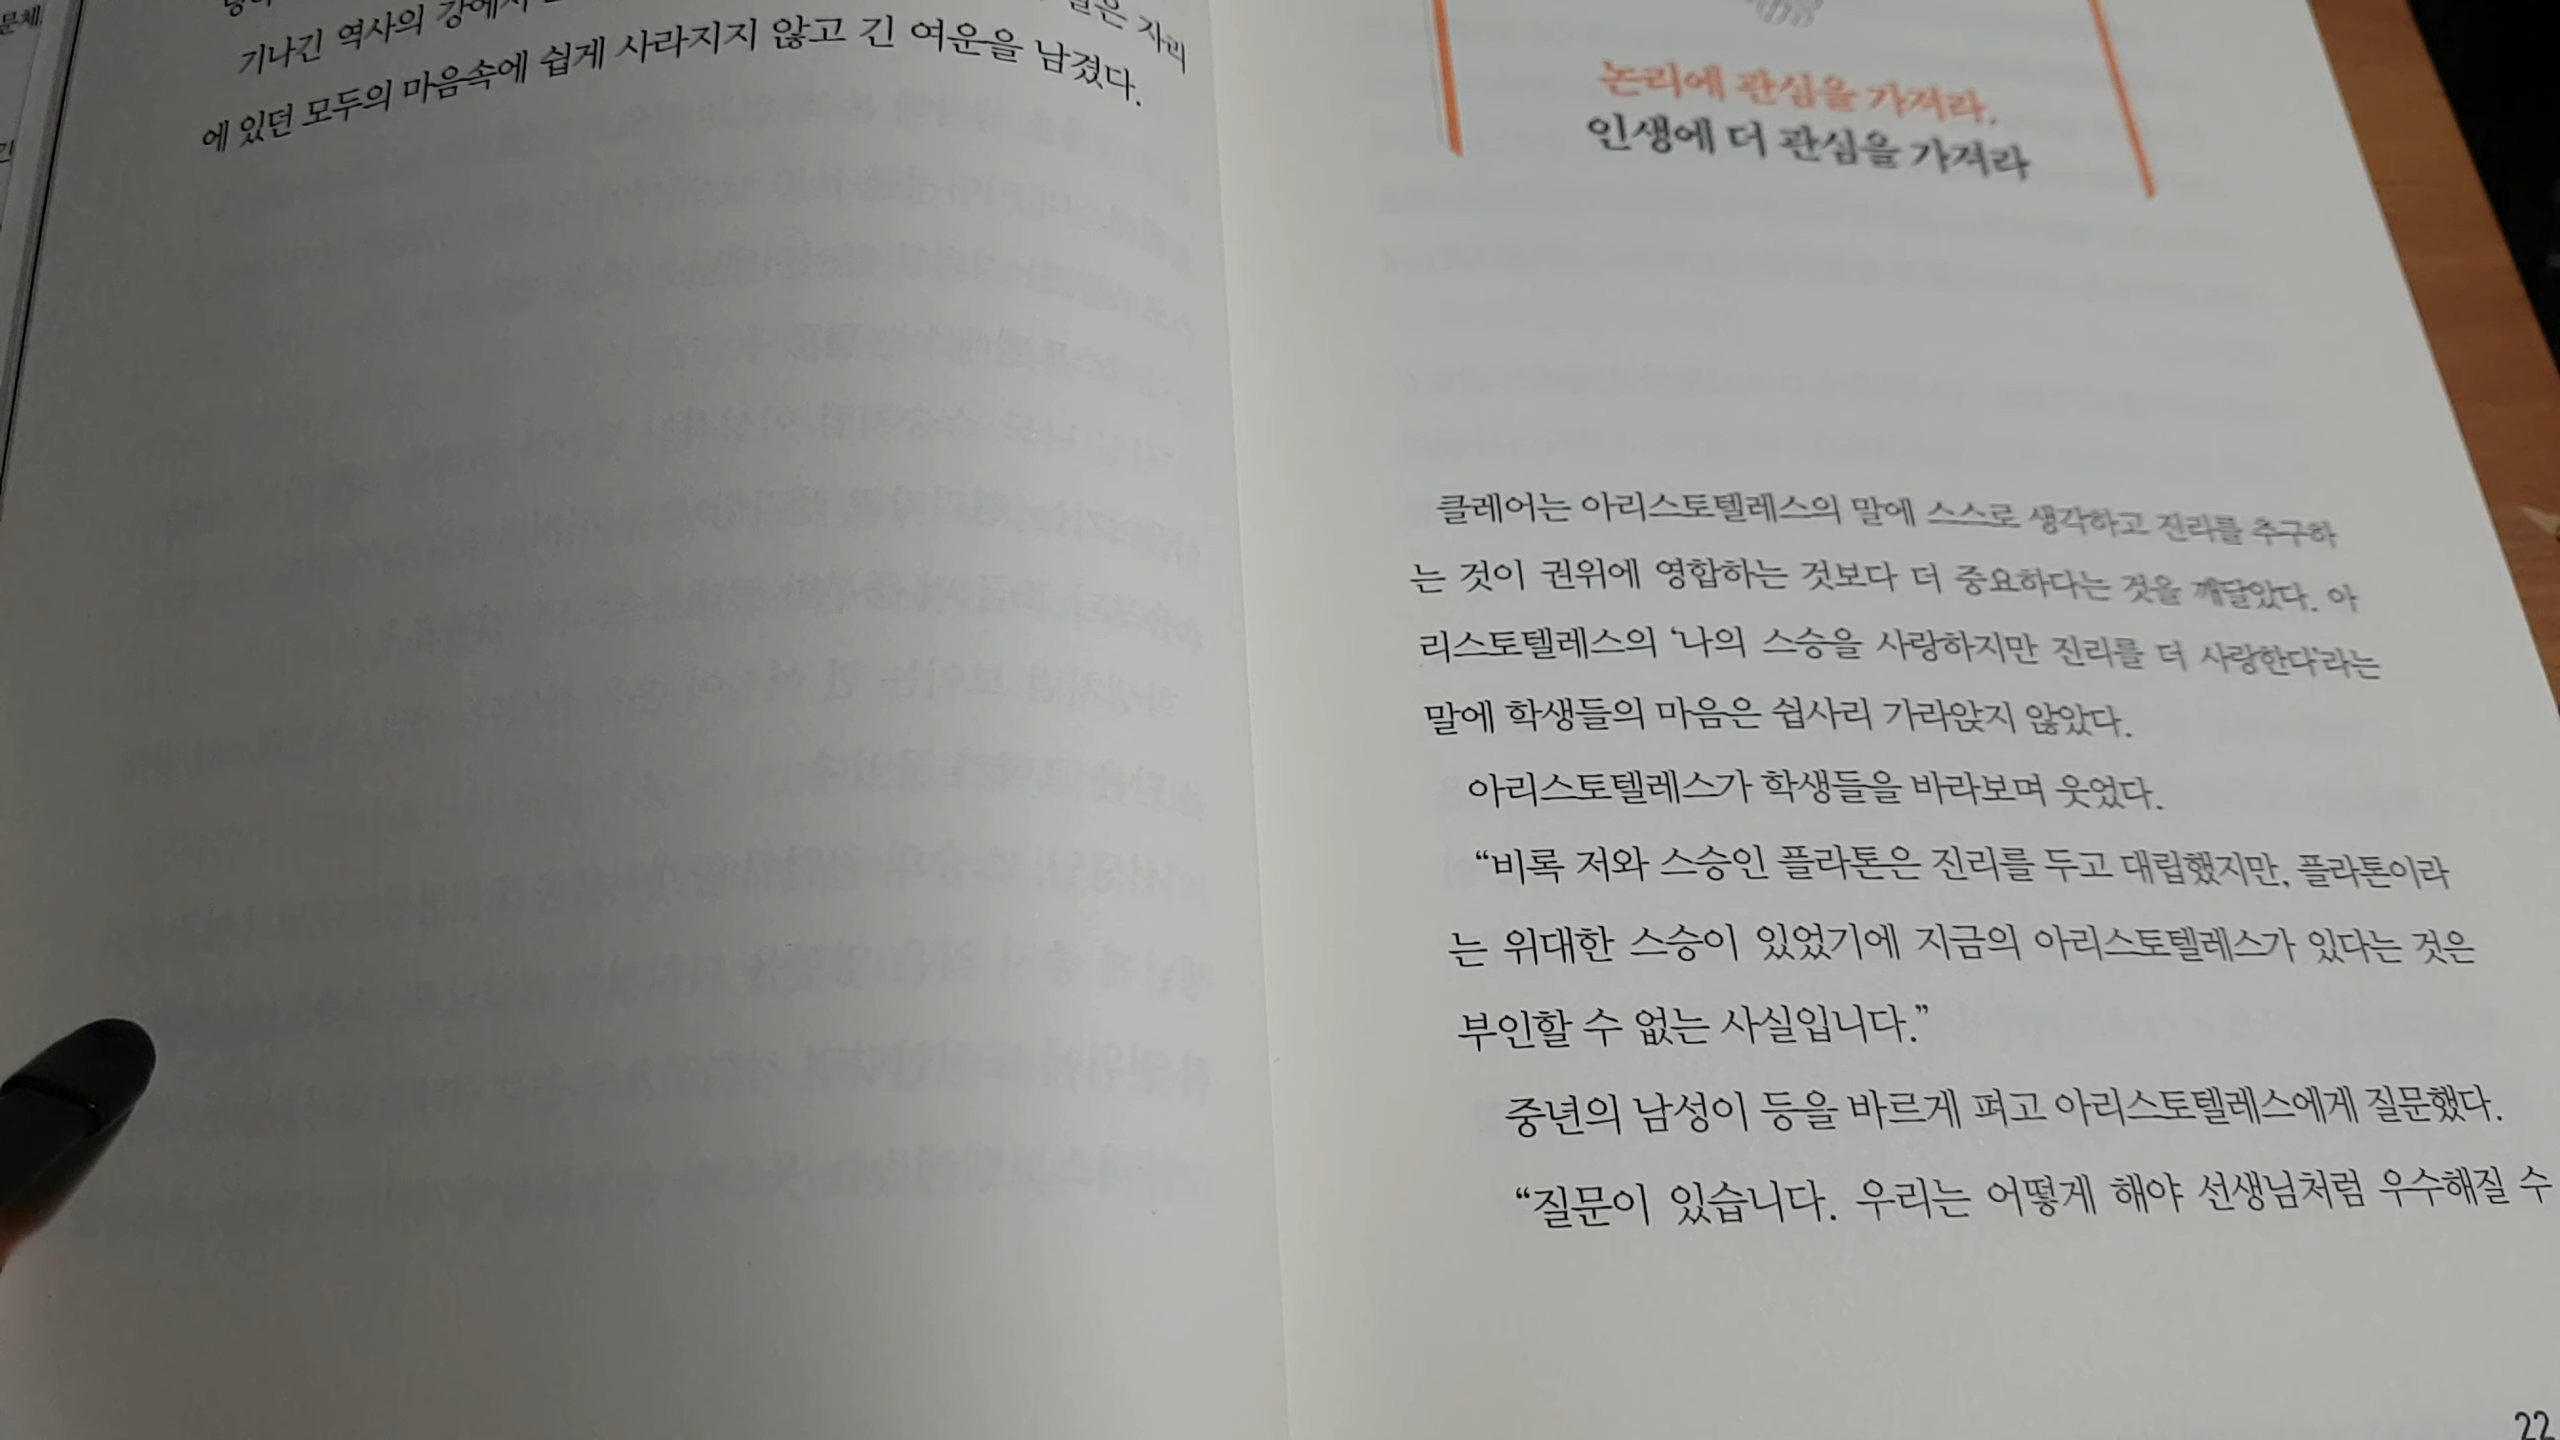 문체
기나긴 역사의 강에서
에 있던 모두의 마음속에 쉽게 사라지지 않고 긴 여운을 남겼다.
논리에 관심을 가져라,
인생에 더 관심을 가져라
클레어는 아리스토텔레스의 말에 스스로 생각하고 진리를 추구하
는 것이 권위에 영합하는 것보다 더 중요하다는 것을 깨달았다. 아
리스토텔레스의 ‘나의 스승을 사랑하지만 진리를 더 사랑한다’라는
말에 학생들의 마음은 쉽사리 가라앉지 않았다.
아리스토텔레스가 학생들을 바라보며 웃었다.
“비록 저와 스승인 플라톤은 진리를 두고 대립했지만, 플라톤이라
는 위대한 스승이 있었기에 지금의 아리스토텔레스가 있다는 것은
부인할 수 없는 사실입니다.”
중년의 남성이 등을 바르게 펴고 아리스토텔레스에게 질문했다.
“질문이 있습니다. 우리는 어떻게 해야 선생님처럼 우수해질 수
22